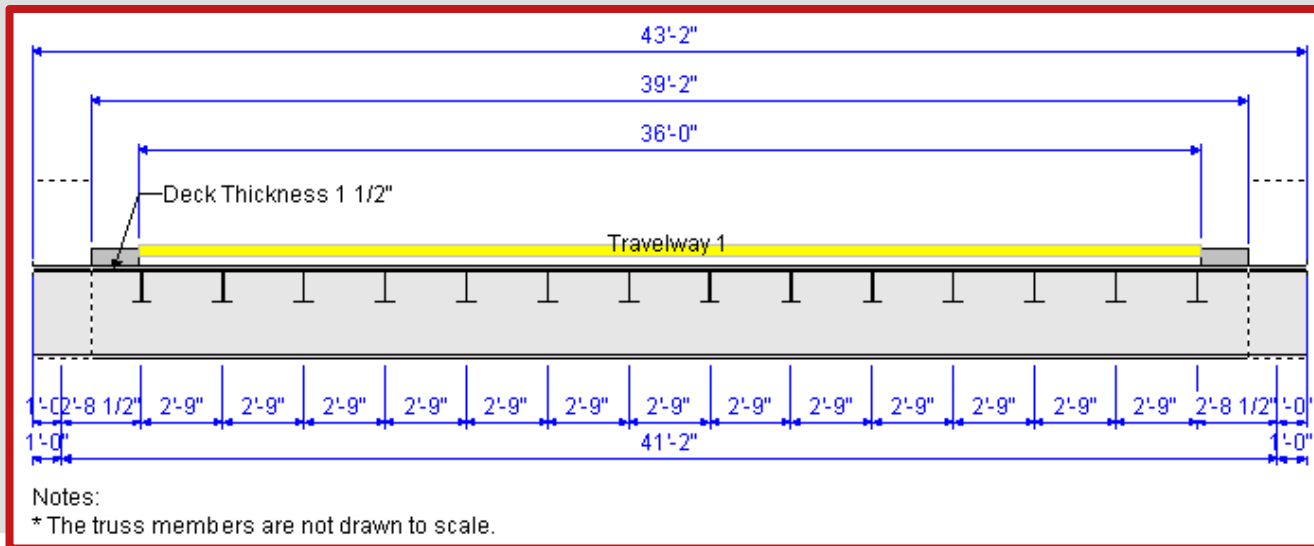 43'-2"
39'-2"
36'-0"
Deck Thickness 1 1/2"
Travelway 1
1'-0 2'-8 1/2" 2'-9" 2'-9" 2'-9" 2'-9" 2'-9" 2'-9" 2'-9" 2'-9" 2'-9" 2'-9" 2'-9" 2'-9" 2'-9" 2'-8 1/2" '-0"
1'-0" 41'-2" 1'-0"
Notes:
* The truss members are not drawn to scale.